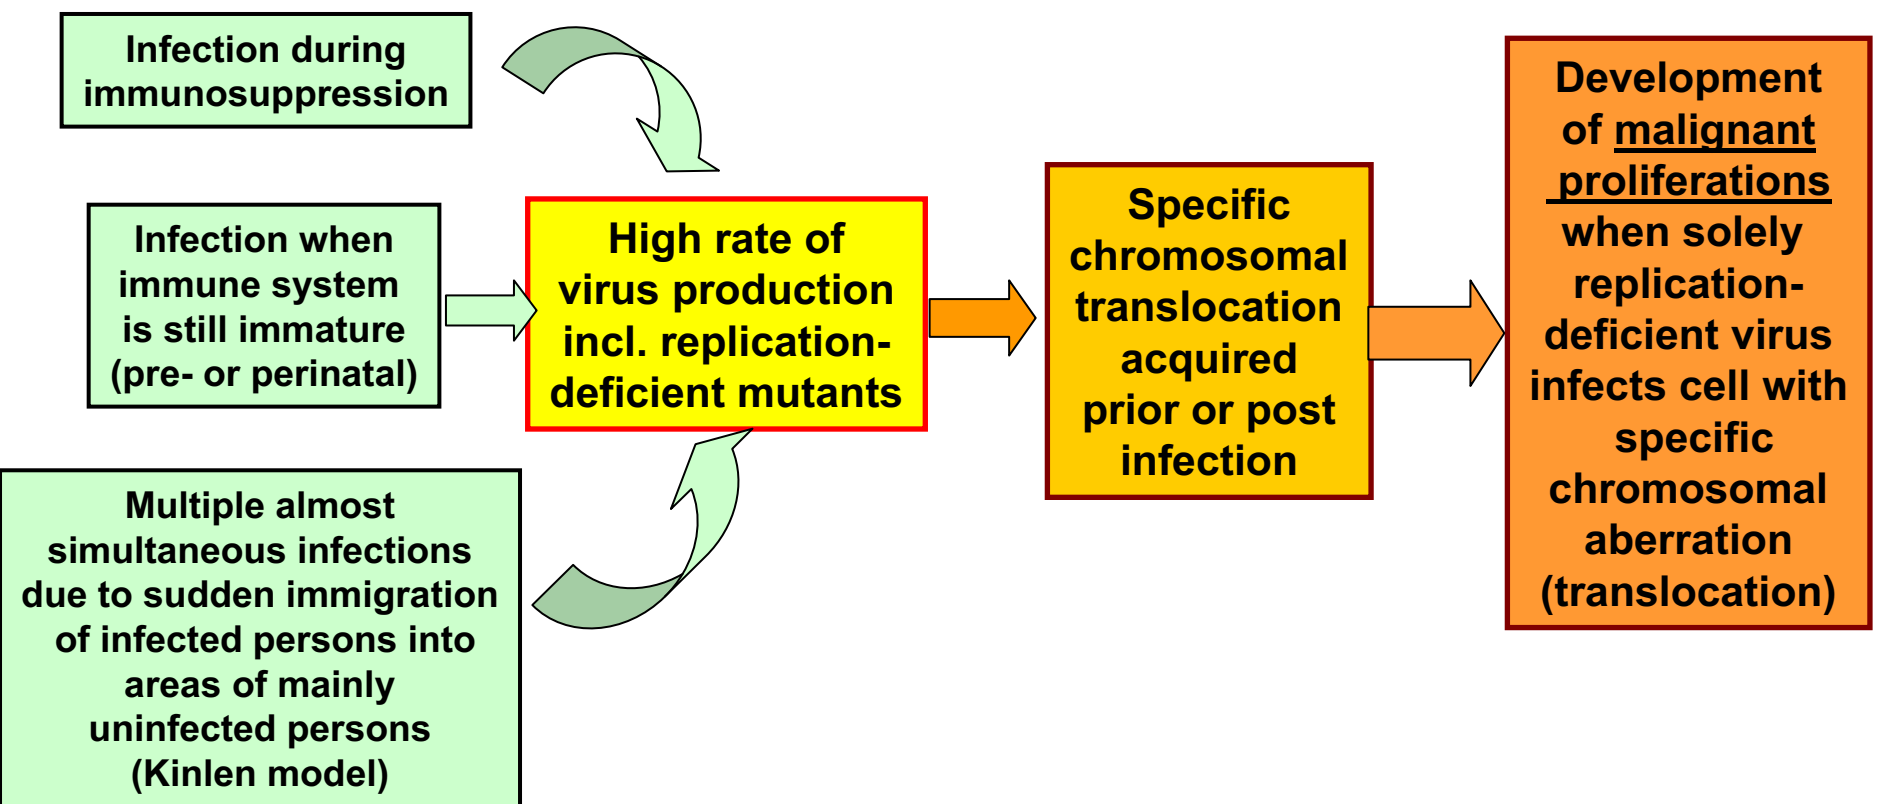 Infection during
immunosuppression
Infection when
immune system
is still immature
(pre- or perinatal)
Multiple almost
simultaneous infections
due to sudden immigration
of infected persons into
areas of mainly
uninfected persons
(Kinlen model)
High rate of
virus production
incl. replication-
deficient mutants
Specific
chromosomal
translocation
acquired
prior or post
infection
Development
of malignant
proliferations
when solely
replication-
deficient virus
infects cell with
specific
chromosomal
aberration
(translocation)